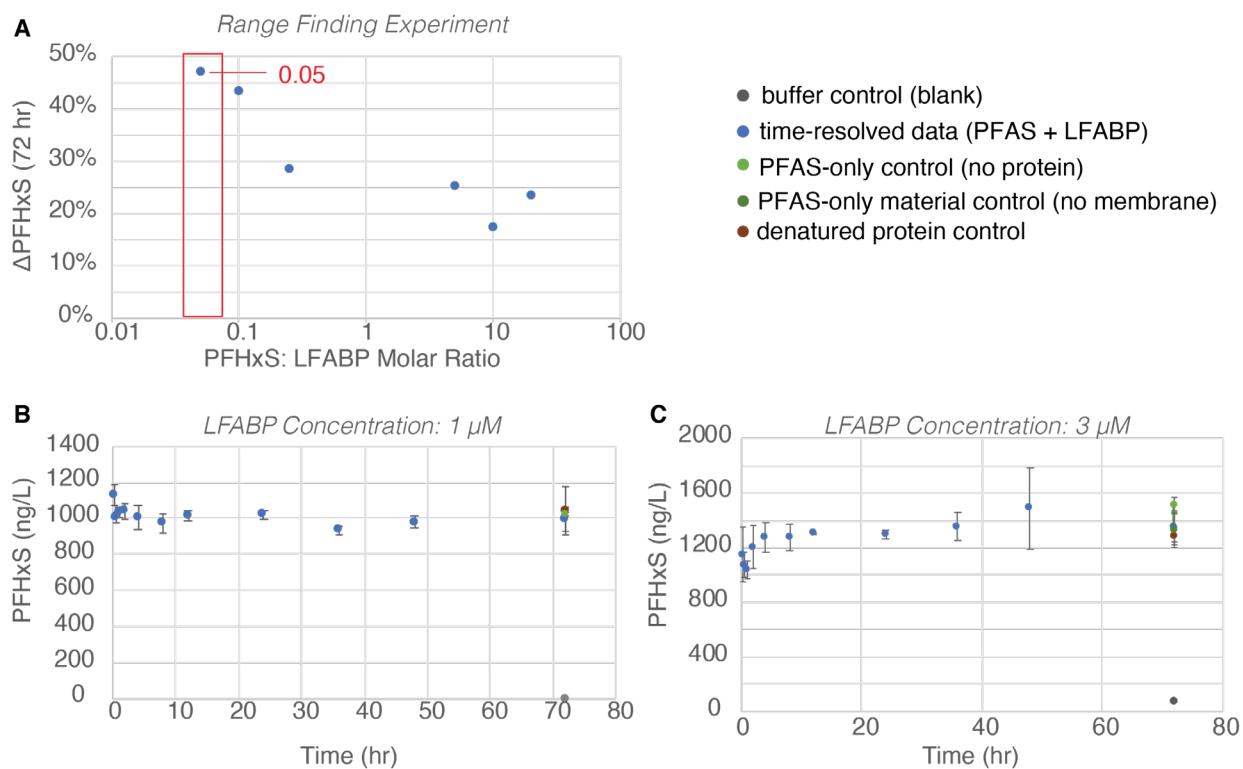 A
Range Finding Experiment
50%
40%
30%
20%
10%
0%
ΔPFHxS (72 hr)
0.05
0.01
0.1
1
10
100
PFHxS: LFABP Molar Ratio
buffer control (blank)
time-resolved data (PFAS + LFABP)
PFAS-only control (no protein)
PFAS-only material control (no membrane)
denatured protein control
B
LFABP Concentration: 1 µM
1400
1200
1000
800
600
400
200
0
PFHxS (ng/L)
0
10
20
30
40
50
60
70
80
Time (hr)
C
LFABP Concentration: 3 µM
2000
1600
1200
800
400
0
PFHxS (ng/L)
0
20
40
60
80
Time (hr)